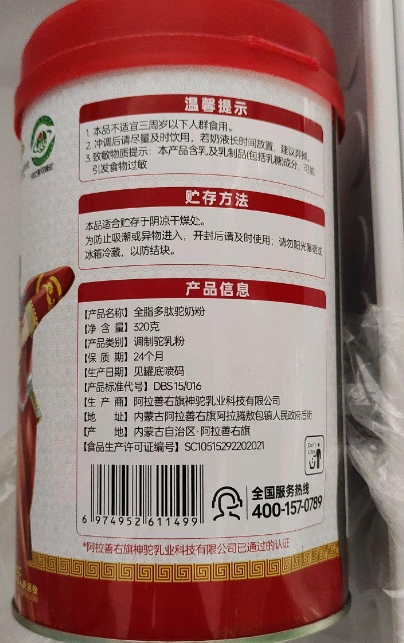 温馨提示
1. 本品不适宜三周岁以下人群食用。
2. 冲调后请尽量及时饮用，若奶液长时间放置，建议弃掉。
3. 致敏物质提示：本产品含乳及乳制品(包括乳糖)成分，可能
引发食物过敏
贮存方法
本品适合贮存于阴凉干燥处。
为防止吸潮或异物进入，开封后请及时使用；请勿阳光暴晒或
冰箱冷藏，以防结块。
产品信息
【产品名称】全脂多肽驼奶粉
【净 含 量】320克
【产品类别】调制驼乳粉
【保 质 期】24个月
【生产日期】见罐底喷码
【产品标准代号】DBS15/016
【生 产 商】阿拉善右旗神驼乳业科技有限公司
【地 址】内蒙古阿拉善右旗阿拉腾敖包镇人民政府后街
【产 地】内蒙古自治区·阿拉善右旗
【食品生产许可证编号】SC10515292202021
6 974952 611499
全国服务热线
400-157-0789
*阿拉善右旗神驼乳业科技有限公司已通过的认证